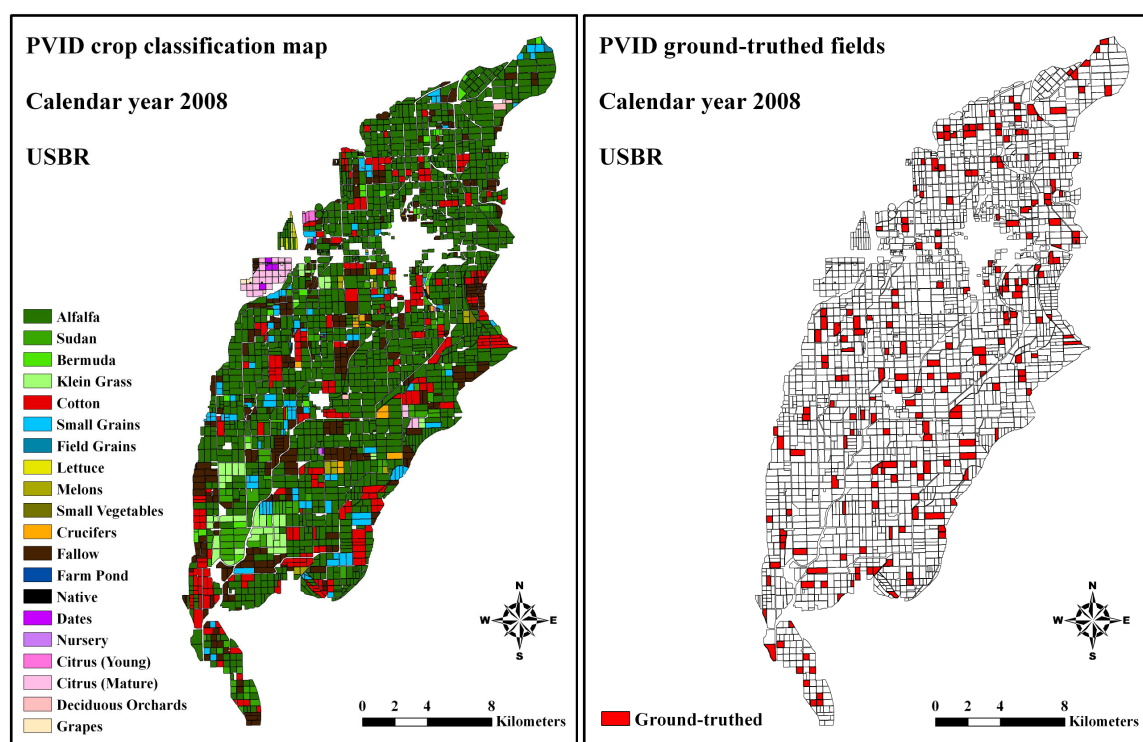 PVID crop classification map
Calendar year 2008
USBR
Alfalfa
Sudan
Bermuda
Klein Grass
Cotton
Small Grains
Field Grains
Lettuce
Melons
Small Vegetables
Crucifers
Fallow
Farm Pond
Native
Dates
Nursery
Citrus (Young)
Citrus (Mature)
Deciduous Orchards
Grapes
N
W E
S
0 2 4 8
Kilometers
PVID ground-truthed fields
Calendar year 2008
USBR
Ground-truthed
N
W E
S
0 2 4 8
Kilometers